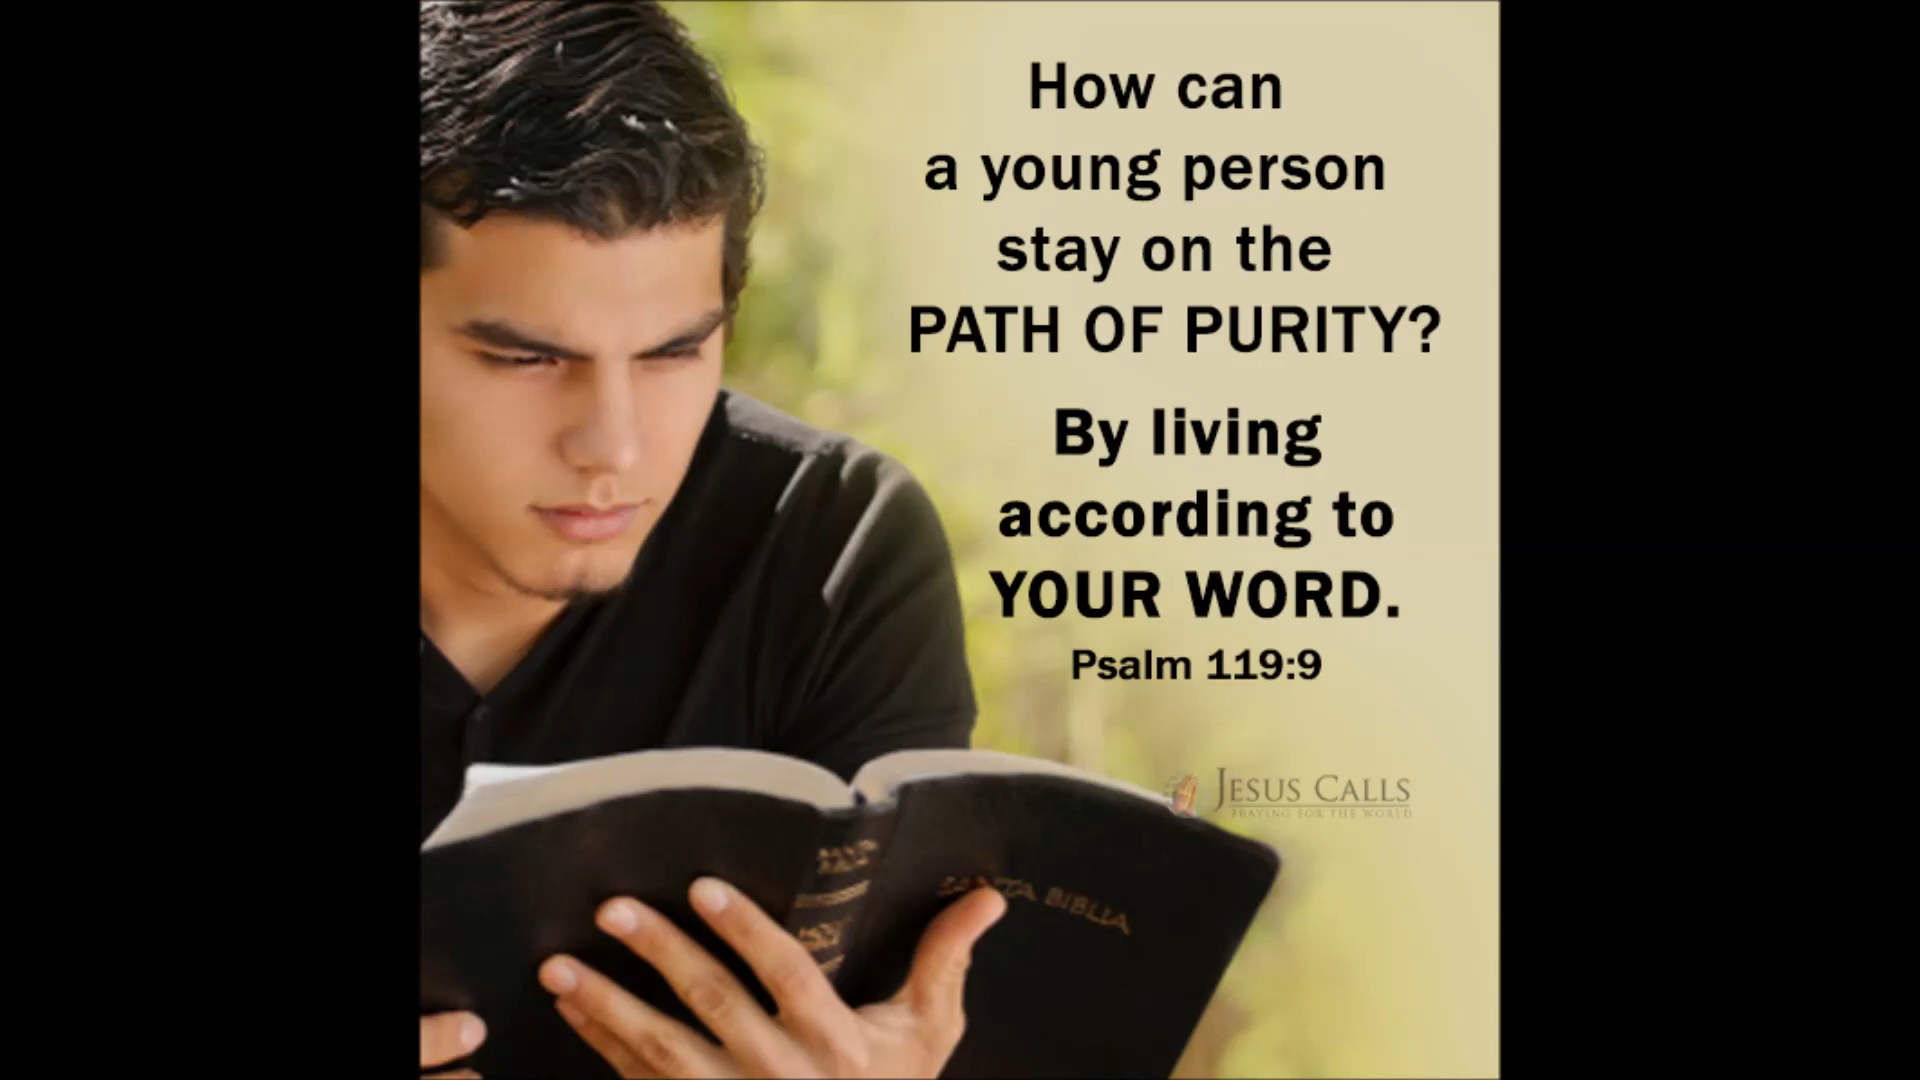 How can
a young person
stay on the
PATH OF PURITY?
By living
according to
YOUR WORD.
Psalm 119:9
JESUS CALLS
PRAYING FOR THE WORLD
SANTA BIBLIA